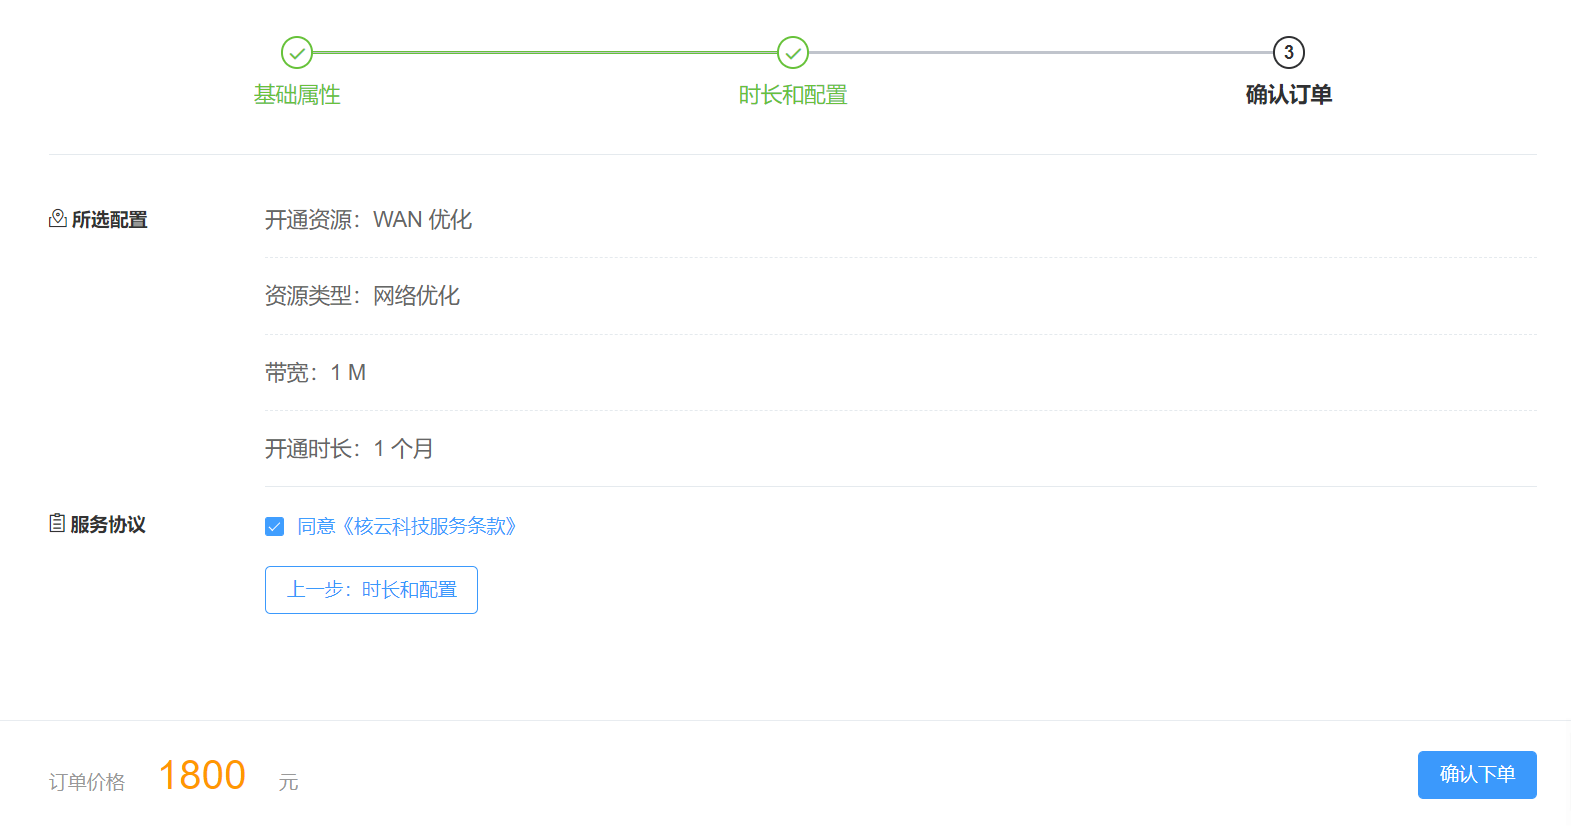 3
基础属性 时长和配置 确认订单
所选配置 开通资源：WAN 优化
资源类型：网络优化
带宽：1 M
开通时长：1 个月
服务协议 同意《核云科技服务条款》
上一步：时长和配置
订单价格 1800 元 确认下单